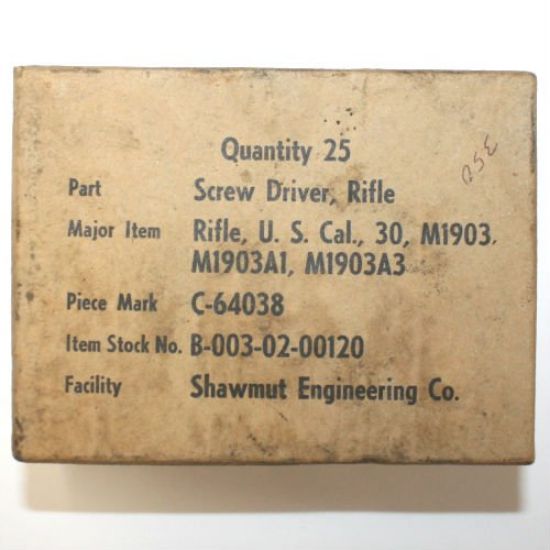 Quantity 25
Part Screw Driver, Rifle
Major Item Rifle, U. S. Cal., 30, M1903,
M1903A1, M1903A3
Piece Mark C-64038
Item Stock No. B-003-02-00120
Facility Shawmut Engineering Co.